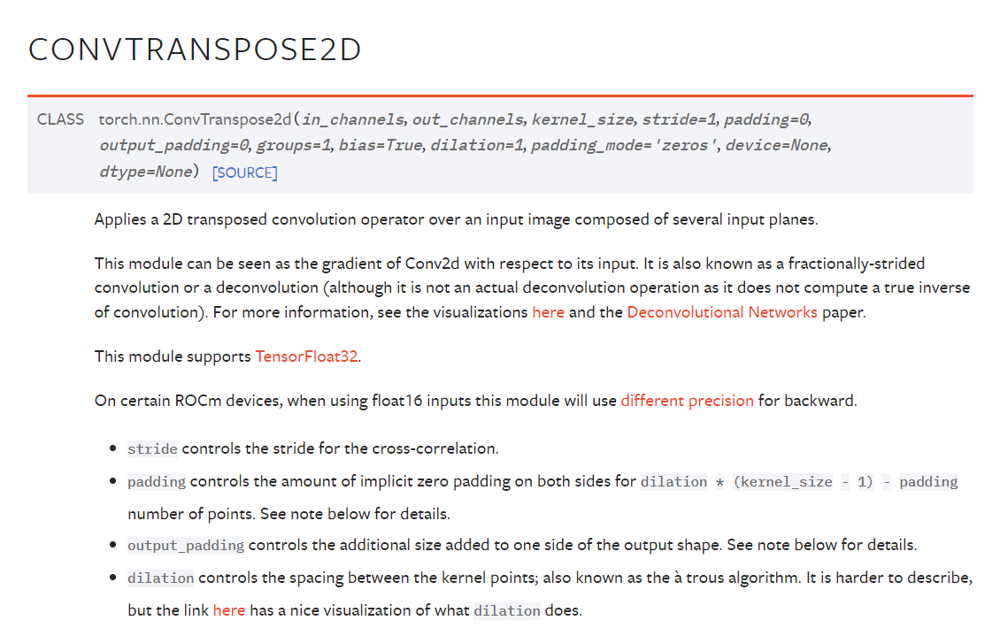 CONVTRANSPOSE2D
CLASS torch.nn.ConvTranspose2d(in_channels, out_channels, kernel_size, stride=1, padding=0,
output_padding=0, groups=1, bias=True, dilation=1, padding_mode='zeros', device=None,
dtype=None) [SOURCE]
Applies a 2D transposed convolution operator over an input image composed of several input planes.
This module can be seen as the gradient of Conv2d with respect to its input. It is also known as a fractionally-strided
convolution or a deconvolution (although it is not an actual deconvolution operation as it does not compute a true inverse
of convolution). For more information, see the visualizations here and the Deconvolutional Networks paper.
This module supports TensorFloat32.
On certain ROCm devices, when using float16 inputs this module will use different precision for backward.
• stride controls the stride for the cross-correlation.
• padding controls the amount of implicit zero padding on both sides for dilation * (kernel_size - 1) - padding
number of points. See note below for details.
• output_padding controls the additional size added to one side of the output shape. See note below for details.
• dilation controls the spacing between the kernel points; also known as the à trous algorithm. It is harder to describe,
but the link here has a nice visualization of what dilation does.